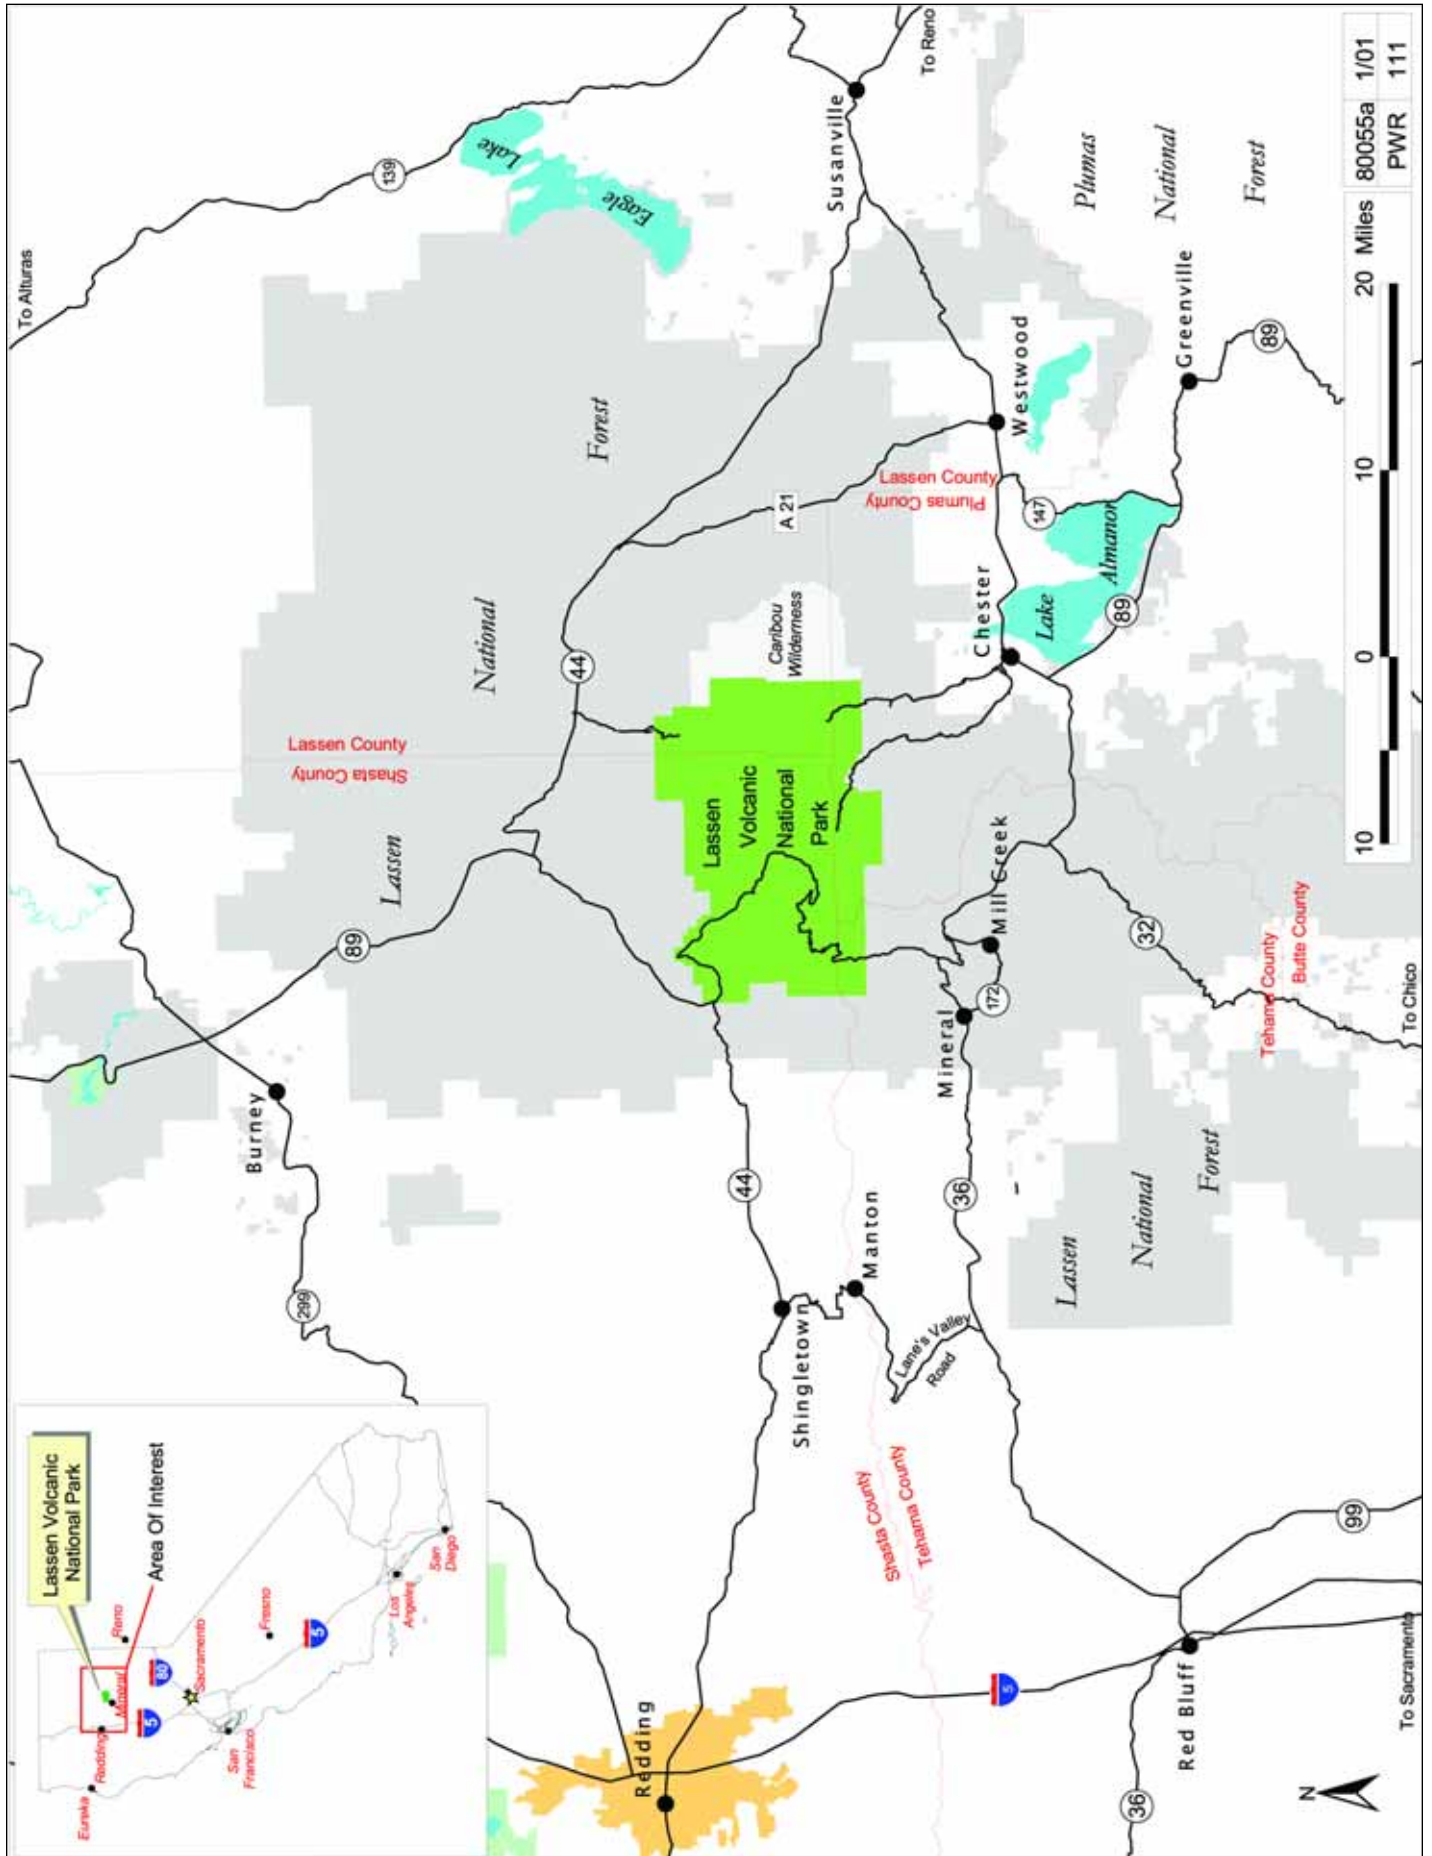 Lassen Volcanic
National Park
Area Of Interest
Eureka
Redding
Mineral
Reno
80
5
Sacramento
San
Francisco
Fresno
5
Los
Angeles
San
Diego
299
Burney
89
Lassen
National
Forest
Lassen County
Shasta County
To Alturas
139
Eagle
Lake
Redding
Shingletown
44
44
Lassen
Volcanic
National
Park
Caribou
Wilderness
A 21
Susanville
To Reno
Manton
Lane's Valley
Road
Shasta County
Tehama County
5
36
Mineral
172
Mill Creek
Chester
Lassen County
Plumas County
Westwood
147
Lake
Almanor
89
Greenville
89
Plumas
National
Forest
Lassen
National
Forest
32
Tehama County
Butte County
To Chico
Red Bluff
36
99
To Sacramento
N
10
0
10
20 Miles
80055a
1/01
PWR
111